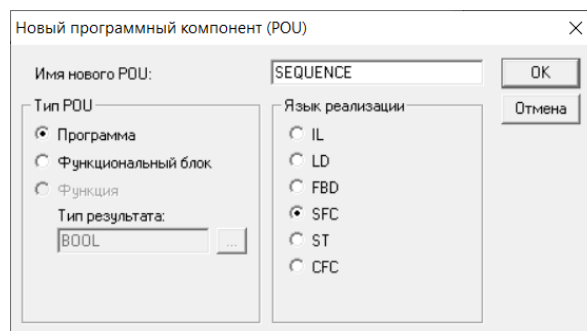 Новый программный компонент (POU)
Имя нового POU:
SEQUENCE
OK
Отмена
Тип POU
Программа
Функциональный блок
Функция
Тип результата:
BOOL
...
Язык реализации
IL
LD
FBD
SFC
ST
CFC